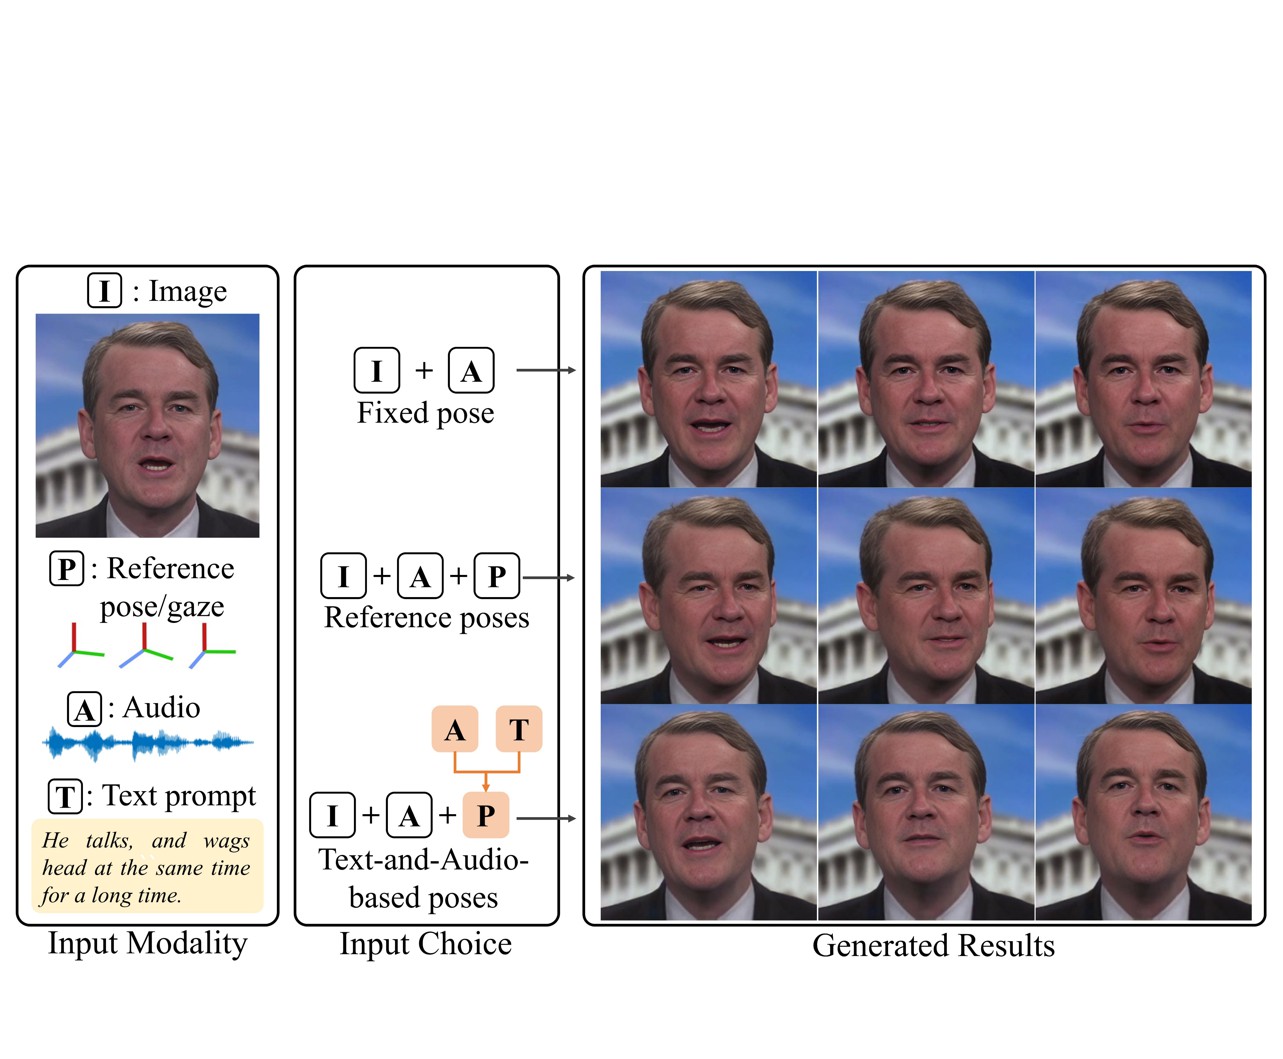 I : Image
P : Reference
pose/gaze
A : Audio
T : Text prompt
He talks, and wags
head at the same time
for a long time.
Input Modality
I + A
Fixed pose
I + A + P
Reference poses
A T
I + A + P
Text-and-Audio-
based poses
Input Choice
Generated Results